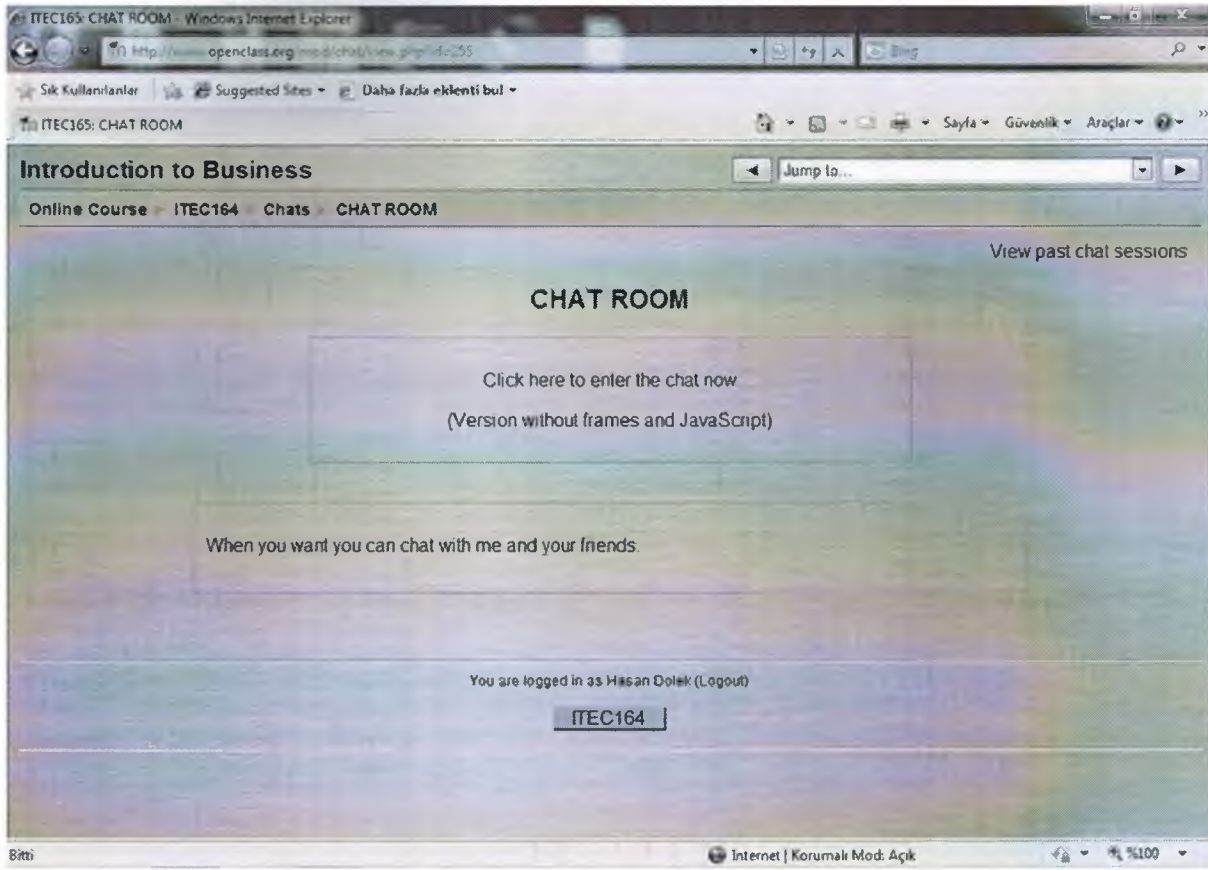 ITEC165: CHAT ROOM - Windows Internet Explorer
openclass.org Bing
Sık Kullanılanlar Suggested Sites Daha fazla eklenti bul
ITEC165: CHAT ROOM Sayfa Güvenlik Araçlar
Introduction to Business Jump to...
Online Course ITEC164 Chats CHAT ROOM
View past chat sessions
CHAT ROOM
Click here to enter the chat now
(Version without frames and JavaScript)
When you want you can chat with me and your friends.
You are logged in as Hasan Dolek (Logout)
ITEC164
Bitti Internet | Korumalı Mod: Açık %100